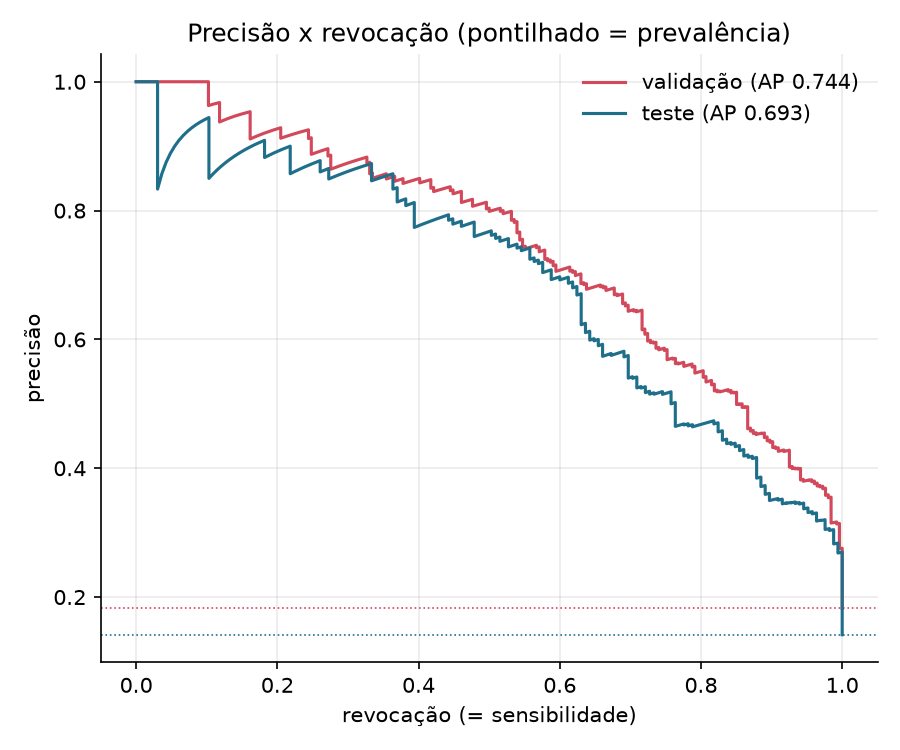 Precisão x revocação (pontilhado = prevalência)
validação (AP 0.744)
teste (AP 0.693)
precisão
1.0
0.8
0.6
0.4
0.2
0.0 0.2 0.4 0.6 0.8 1.0
revocação (= sensibilidade)